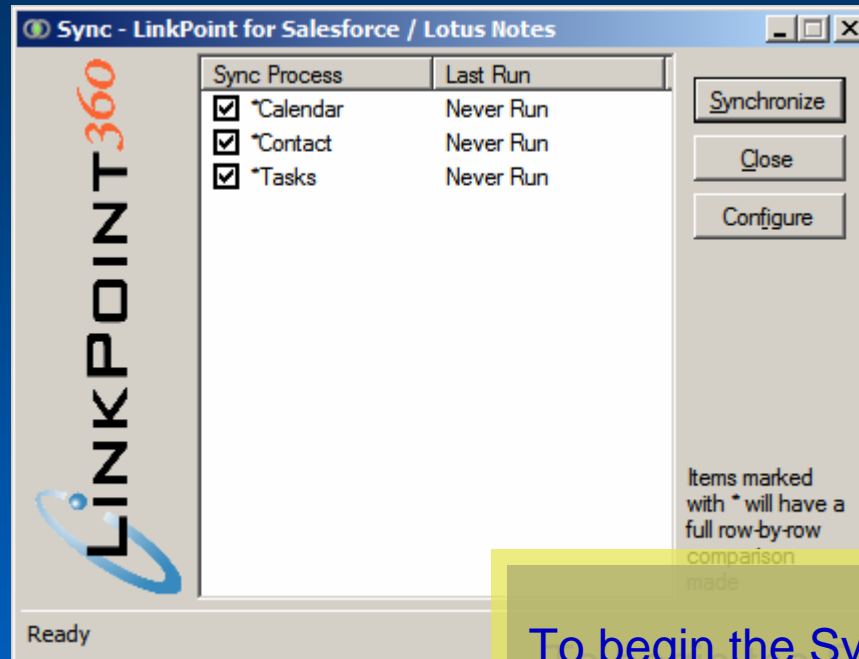 Sync - LinkPoint for Salesforce / Lotus Notes
LINKPOINT360
Sync Process Last Run
*Calendar Never Run
*Contact Never Run
*Tasks Never Run
Synchronize
Close
Configure
Items marked
with * will have a
full row-by-row
comparison
made
Ready
To begin the Sy